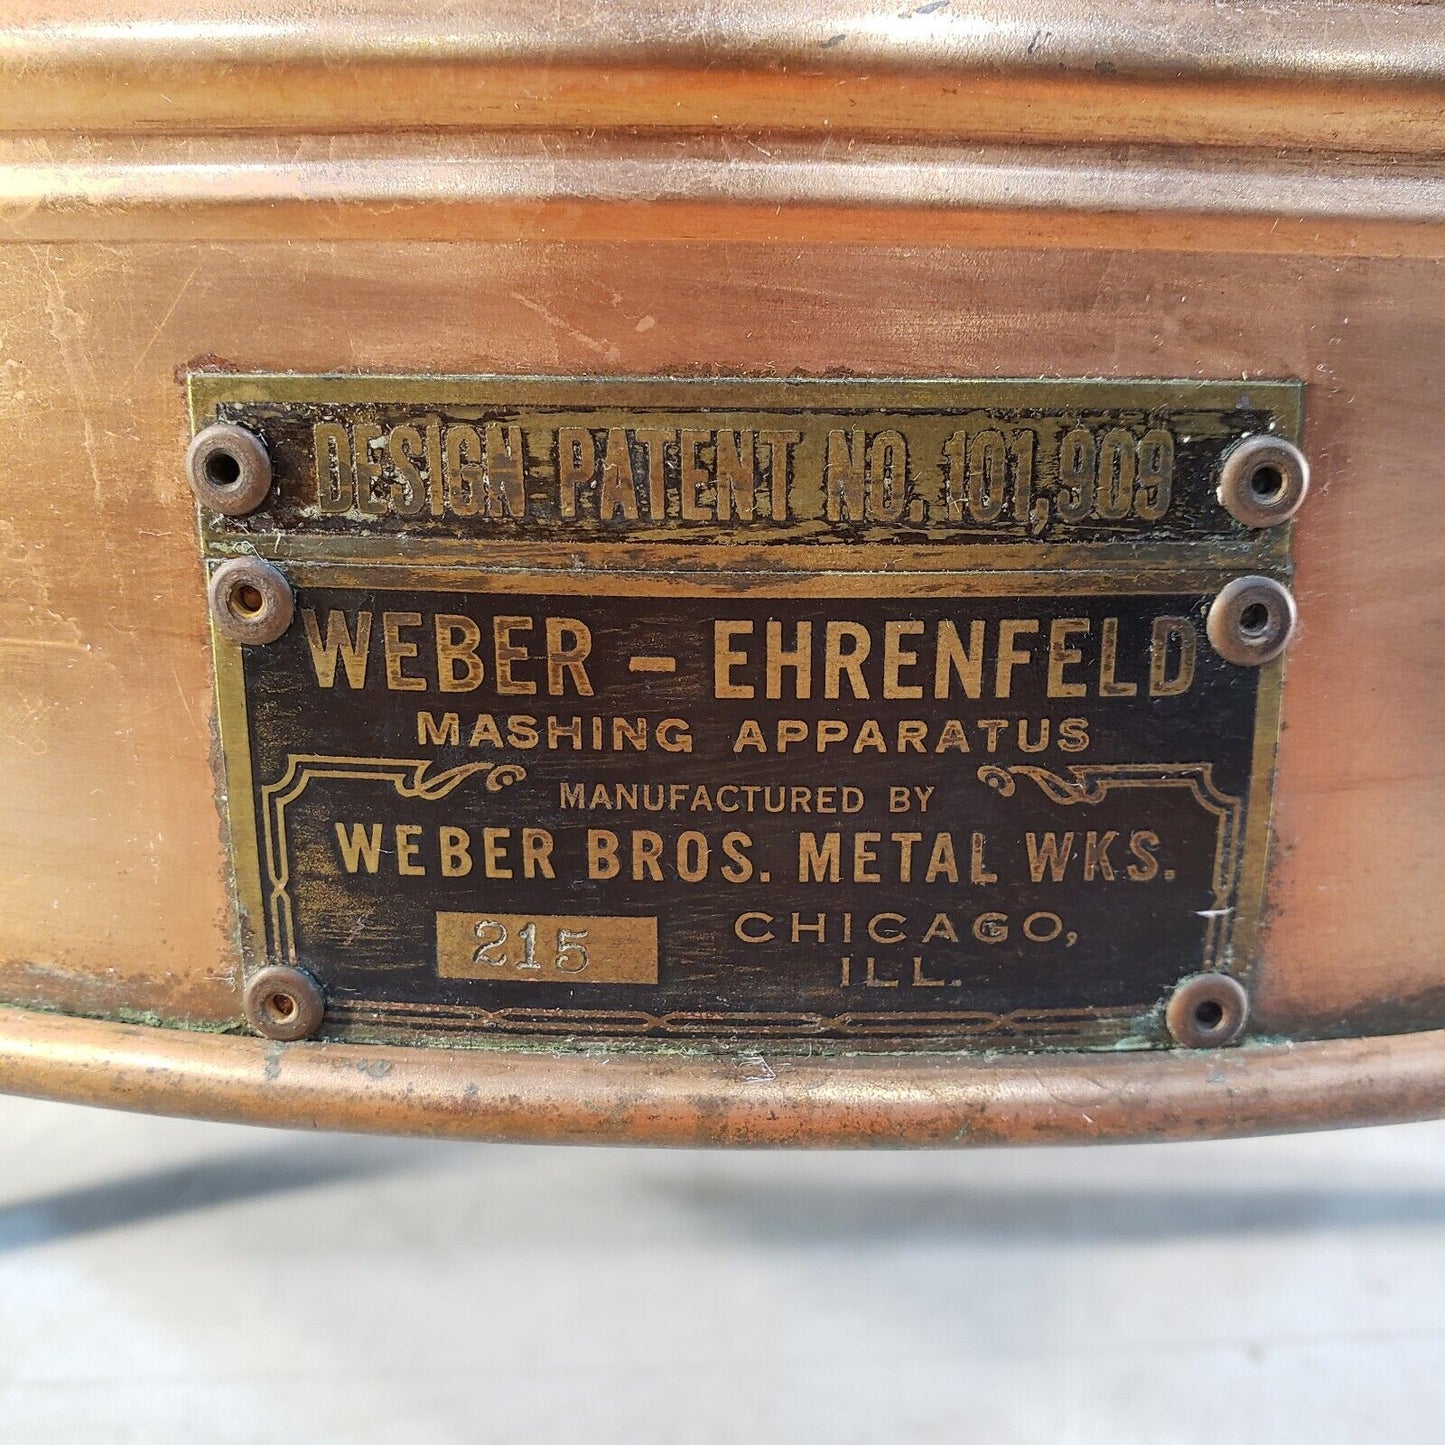 DESIGN PATENT NO. 101,909
WEBER - EHRENFELD
MASHING APPARATUS
MANUFACTURED BY
WEBER BROS. METAL WKS.
215 CHICAGO,
ILL.